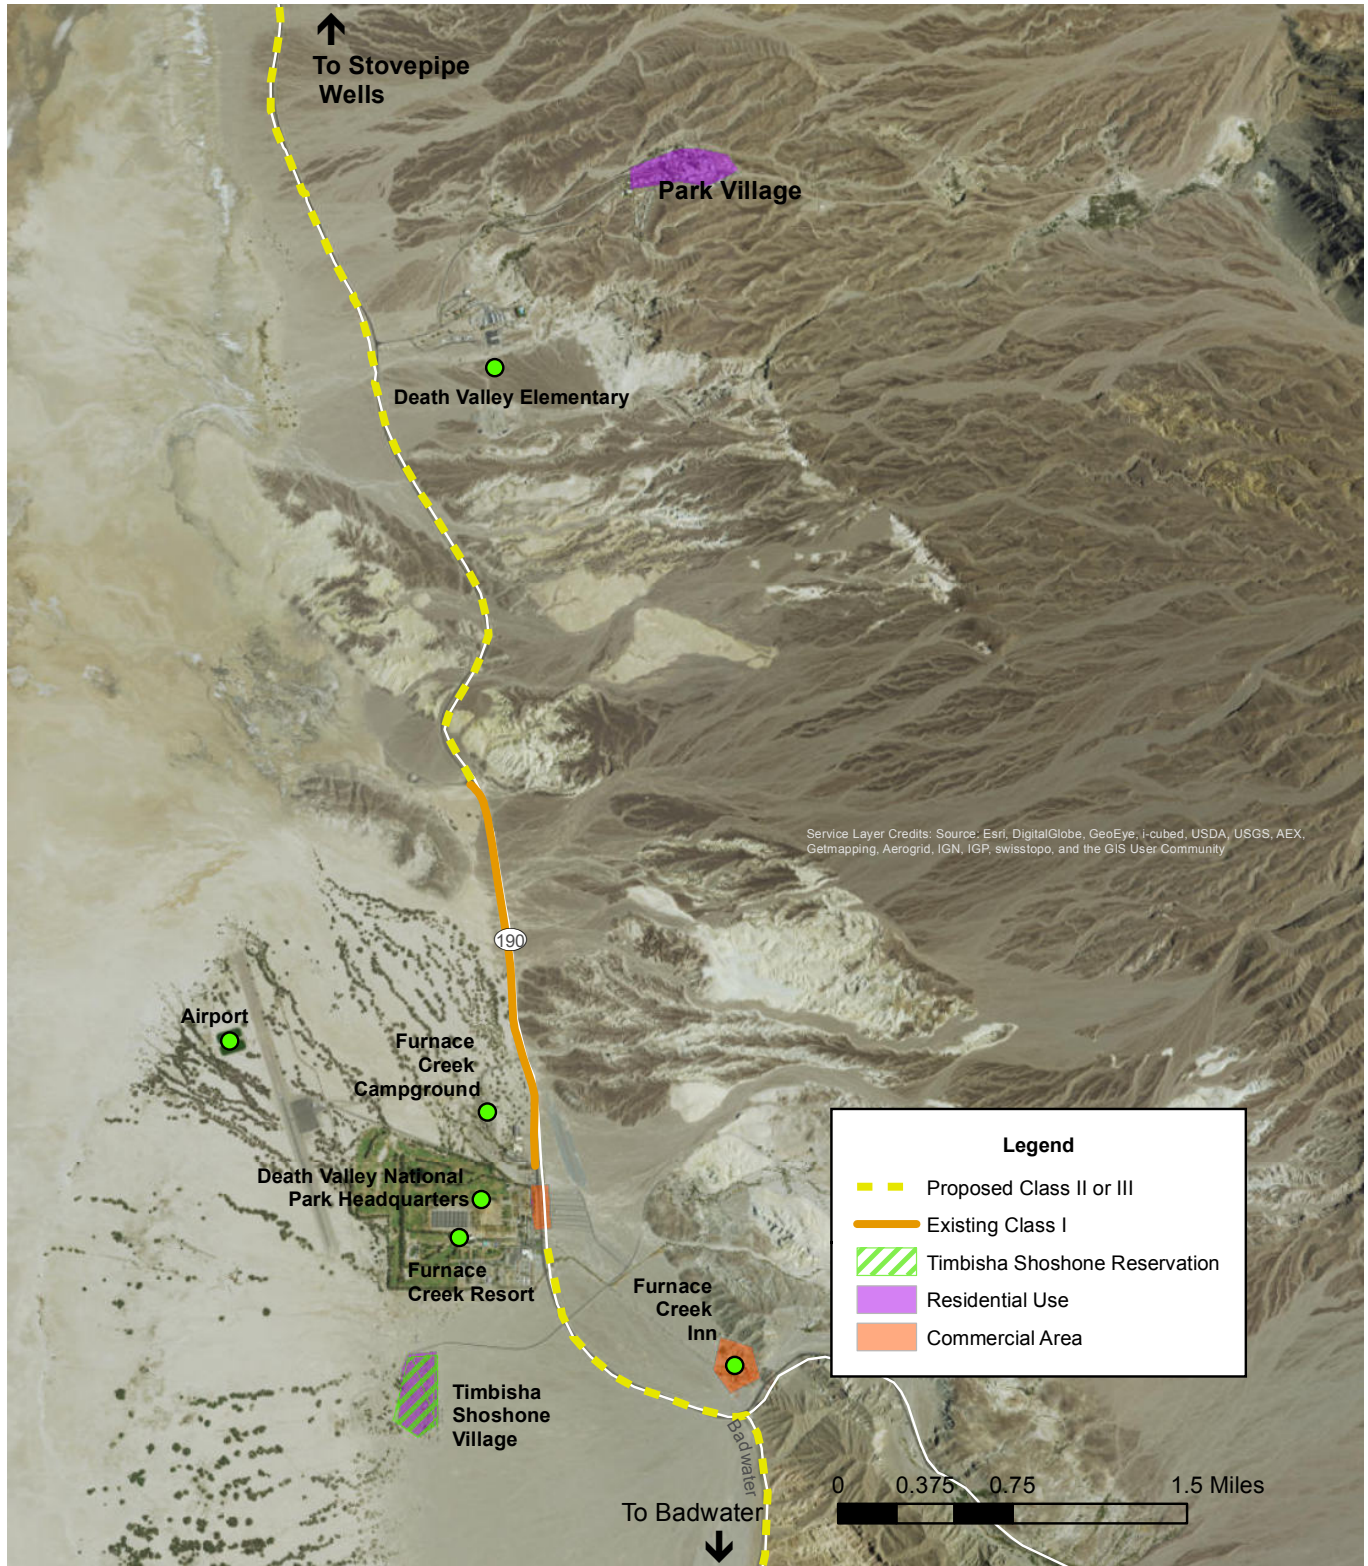 To Stovepipe
Wells
Park Village
Death Valley Elementary
Service Layer Credits: Source: Esri, DigitalGlobe, GeoEye, i-cubed, USDA, USGS, AEX,
Getmapping, Aerogrid, IGN, IGP, swisstopo, and the GIS User Community
190
Airport
Furnace
Creek
Campground
Death Valley National
Park Headquarters
Furnace
Creek Resort
Furnace
Creek
Inn
Timbisha
Shoshone
Village
Badwater
To Badwater
Legend
Proposed Class II or III
Existing Class I
Timbisha Shoshone Reservation
Residential Use
Commercial Area
0 0.375 0.75 1.5 Miles